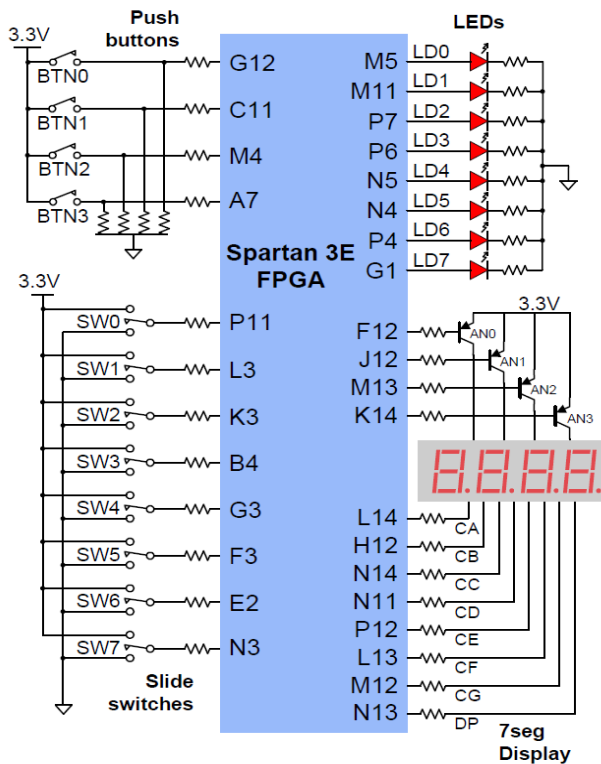 Push
buttons
LEDs
3.3V
BTN0
G12
BTN1
C11
BTN2
M4
BTN3
A7
M5
LD0
M11
LD1
P7
LD2
P6
LD3
N5
LD4
N4
LD5
P4
LD6
G1
LD7
Spartan 3E
FPGA
3.3V
SW0
P11
SW1
L3
SW2
K3
SW3
B4
SW4
G3
SW5
F3
SW6
E2
SW7
N3
Slide
switches
3.3V
F12
AN0
J12
AN1
M13
AN2
K14
AN3
8.8.8.8.
L14
CA
H12
CB
N14
CC
N11
CD
P12
CE
L13
CF
M12
CG
N13
DP
7seg
Display